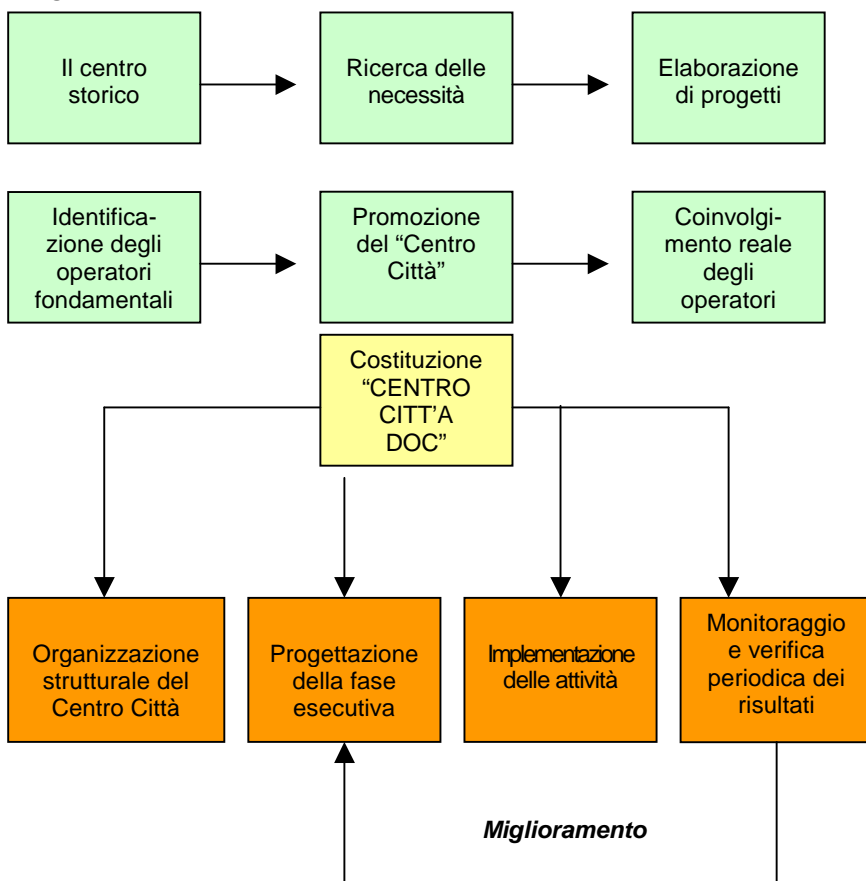 Il centro
storico
Ricerca delle
necessità
Elaborazione
di progetti
Identifica-
zione degli
operatori
fondamentali
Promozione
del “Centro
Città”
Coinvolgi-
mento reale
degli
operatori
Costituzione
“CENTRO
CITT’A
DOC”
Organizzazione
strutturale del
Centro Città
Progettazione
della fase
esecutiva
Implementazione
delle attività
Monitoraggio
e verifica
periodica dei
risultati
Miglioramento